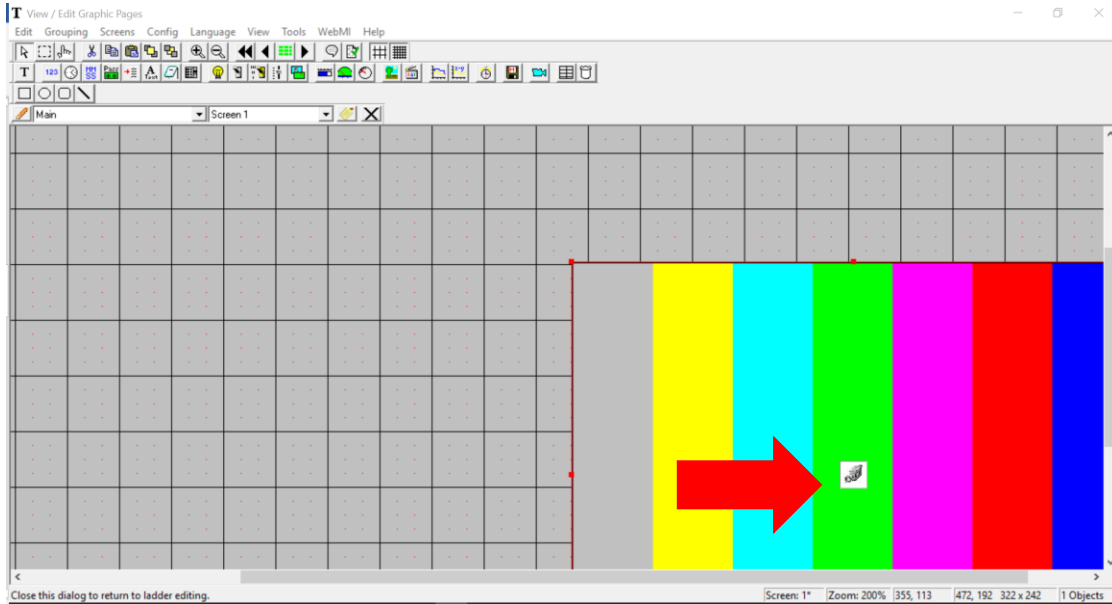 T View / Edit Graphic Pages
Edit Grouping Screens Config Language View Tools WebMI Help
T 123
Main Screen 1
Close this dialog to return to ladder editing. Screen: 1* Zoom: 200% 355, 113 472, 192 322 x 242 1 Objects